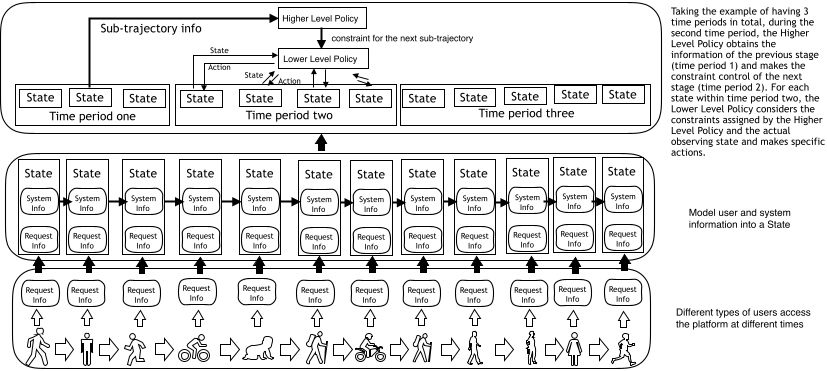 Higher Level Policy
Sub-trajectory info
constraint for the next sub-trajectory
State
Lower Level Policy
Action
State
Action
State State State
Time period one
State State State State
Time period two
State State State State State
Time period three
Taking the example of having 3
time periods in total, during the
second time period, the Higher
Level Policy obtains the
information of the previous stage
(time period 1) and makes the
constraint control of the next
stage (time period 2). For each
state within time period two, the
Lower Level Policy considers the
constraints assigned by the Higher
Level Policy and the actual
observing state and makes specific
actions.
State State State State State State State State State State State State
System System System System System System System System System System System System
Info Info Info Info Info Info Info Info Info Info Info Info
Request Request Request Request Request Request Request Request Request Request Request Request
Info Info Info Info Info Info Info Info Info Info Info Info
Model user and system
information into a State
Request Request Request Request Request Request Request Request Request Request Request Request
Info Info Info Info Info Info Info Info Info Info Info Info
Different types of users access
the platform at different times